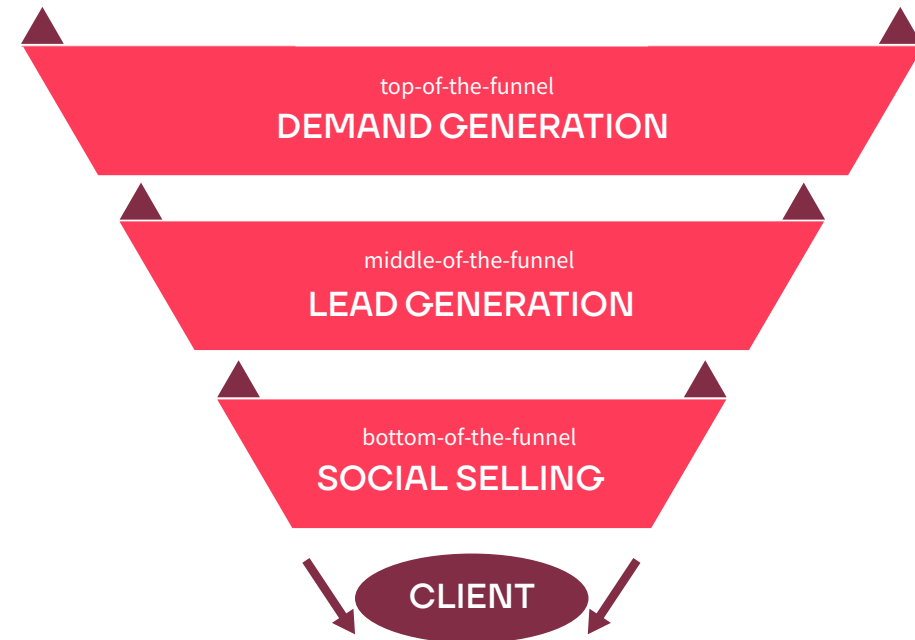 top-of-the-funnel
DEMAND GENERATION
middle-of-the-funnel
LEAD GENERATION
bottom-of-the-funnel
SOCIAL SELLING
CLIENT